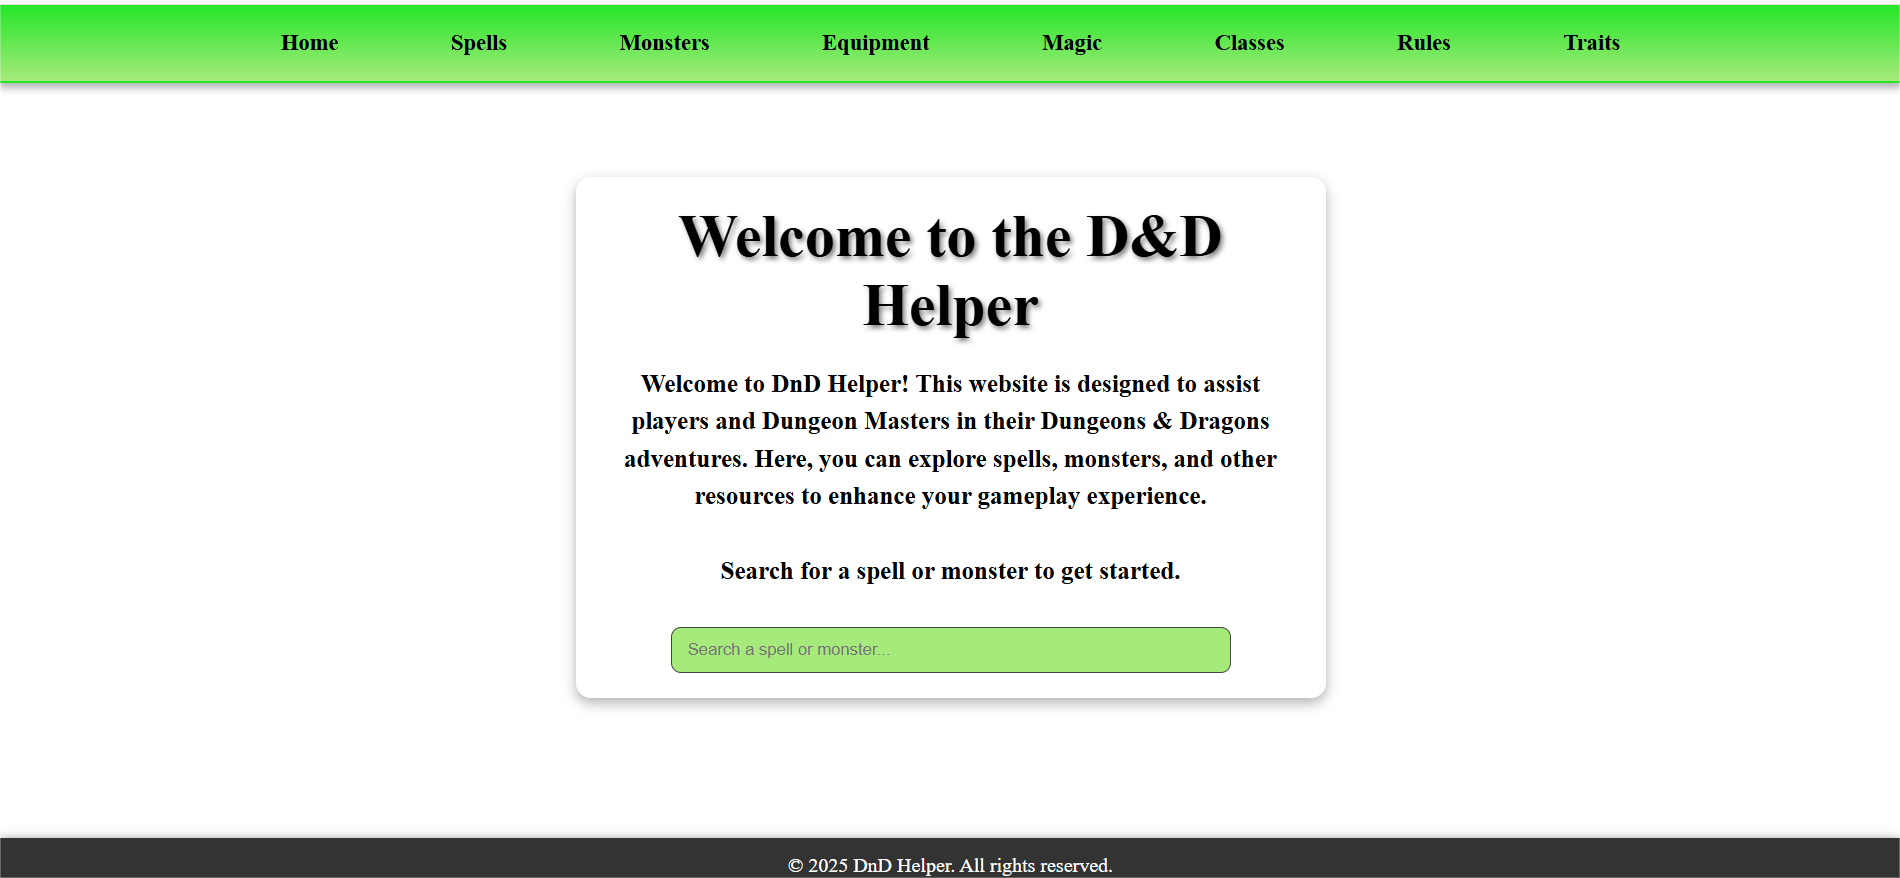 Home Spells Monsters Equipment Magic Classes Rules Traits
Welcome to the D&D
Helper
Welcome to DnD Helper! This website is designed to assist
players and Dungeon Masters in their Dungeons & Dragons
adventures. Here, you can explore spells, monsters, and other
resources to enhance your gameplay experience.
Search for a spell or monster to get started.
Search a spell or monster...
© 2025 DnD Helper. All rights reserved.